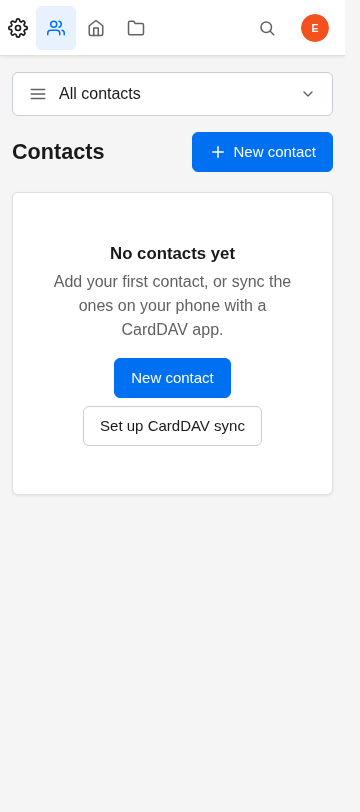 E
All contacts
Contacts
New contact
No contacts yet
Add your first contact, or sync the
ones on your phone with a
CardDAV app.
New contact
Set up CardDAV sync